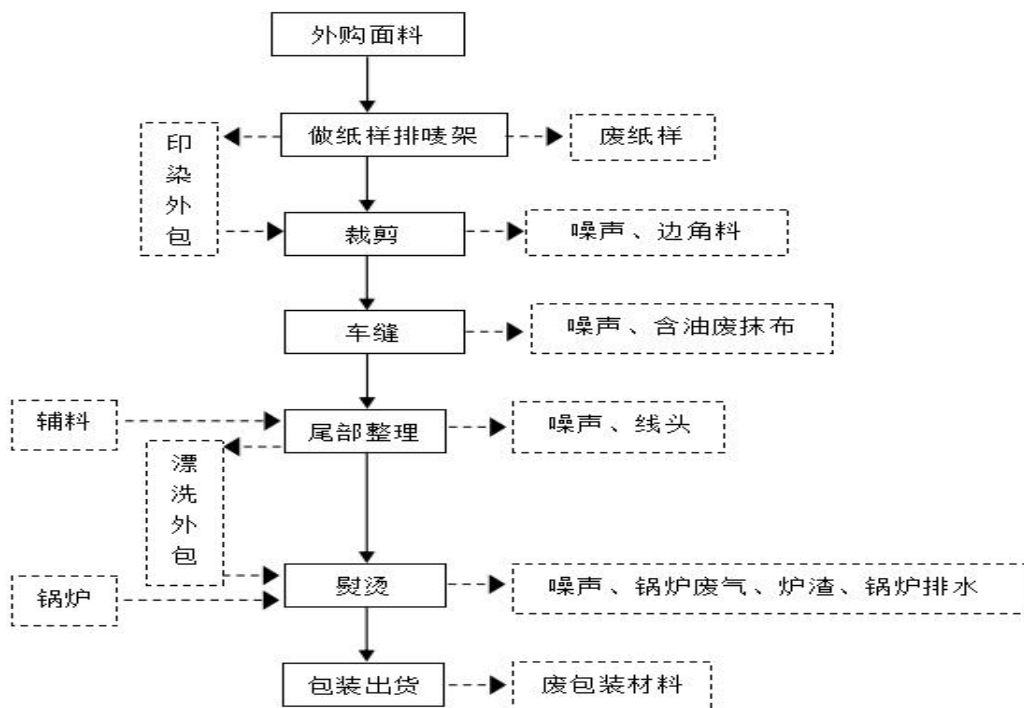 外购面料
做纸样排唛架
废纸样
印染外包
裁剪
噪声、边角料
车缝
噪声、含油废抹布
辅料
尾部整理
噪声、线头
漂洗外包
锅炉
熨烫
噪声、锅炉废气、炉渣、锅炉排水
包装出货
废包装材料